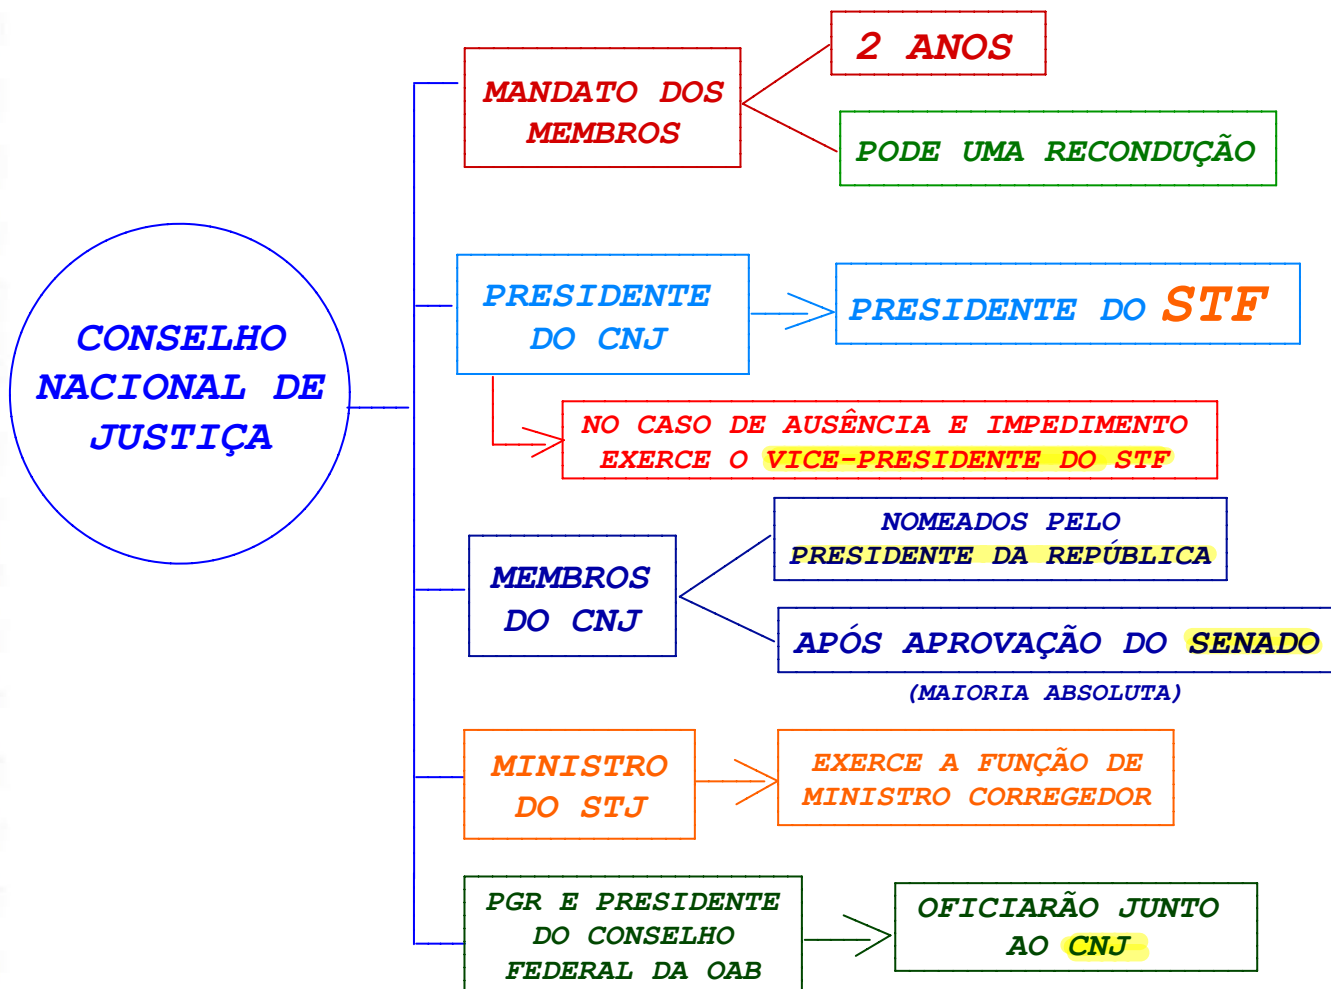 CONSELHO
NACIONAL DE
JUSTIÇA
MANDATO DOS
MEMBROS
2 ANOS
PODE UMA RECONDUÇÃO
PRESIDENTE
DO CNJ
PRESIDENTE DO STF
NO CASO DE AUSÊNCIA E IMPEDIMENTO
EXERCE O VICE-PRESIDENTE DO STF
MEMBROS
DO CNJ
NOMEADOS PELO
PRESIDENTE DA REPÚBLICA
APÓS APROVAÇÃO DO SENADO
(MAIORIA ABSOLUTA)
MINISTRO
DO STJ
EXERCE A FUNÇÃO DE
MINISTRO CORREGEDOR
PGR E PRESIDENTE
DO CONSELHO
FEDERAL DA OAB
OFICIARÃO JUNTO
AO CNJ